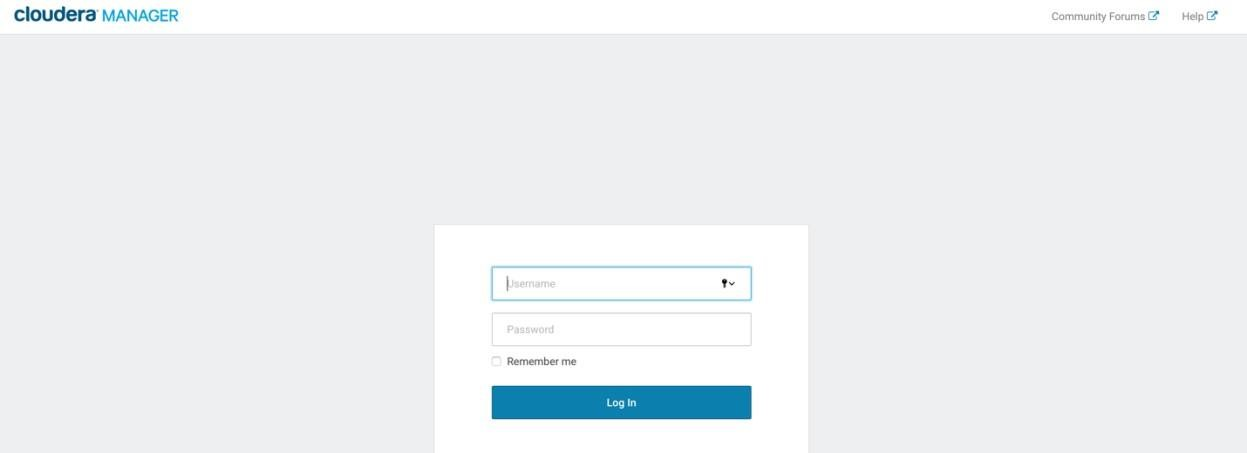 cloudera MANAGER
Community Forums Help
Username
Password
Remember me
Log In